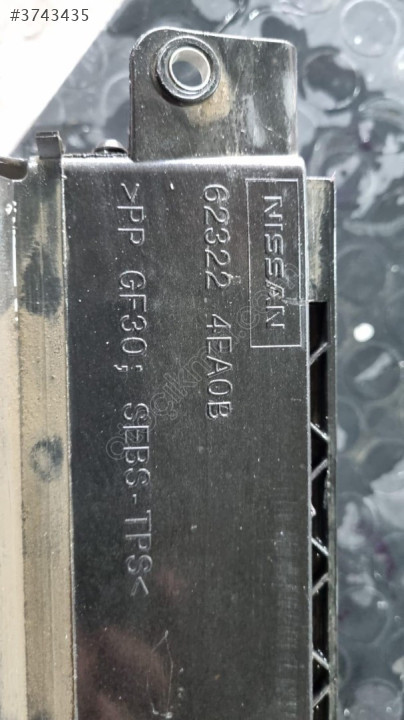 #3743435
NISSAN
62322 4EA0B
>PP GF30; SEBS-TPS<